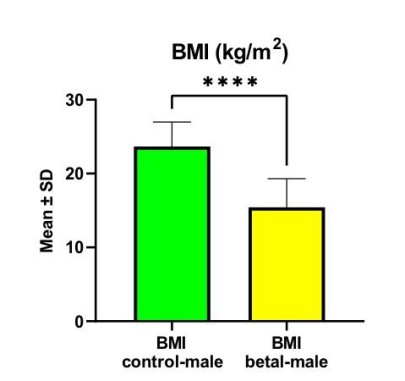 BMI (kg/m²)
****
30
20
10
0
Mean ± SD
BMI
control-male
BMI
betal-male